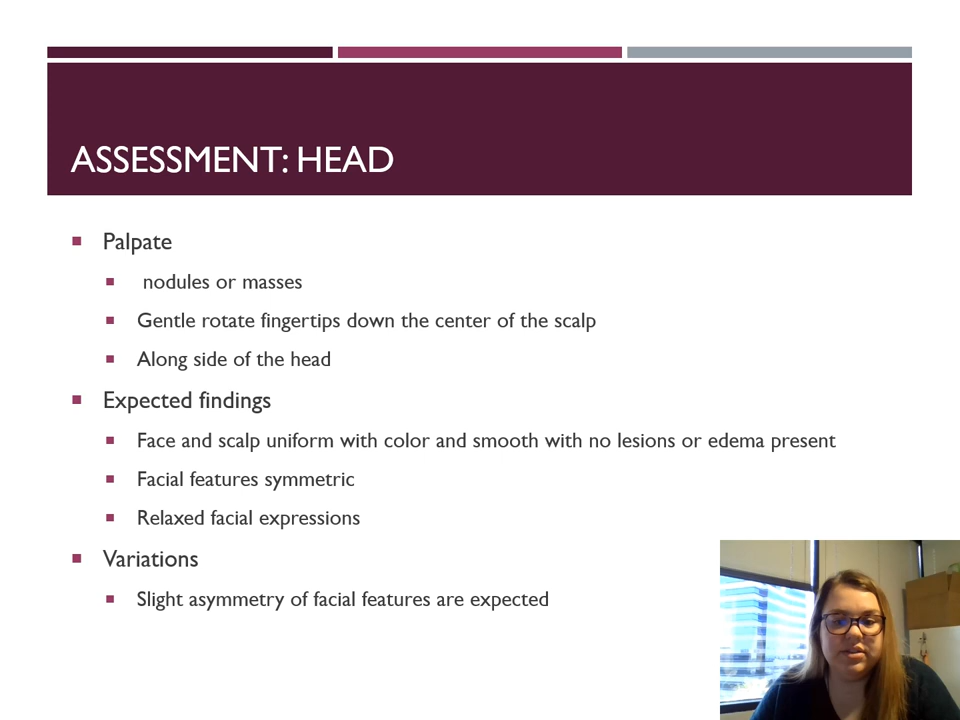 ASSESSMENT: HEAD
Palpate
nodules or masses
Gentle rotate fingertips down the center of the scalp
Along side of the head
Expected findings
Face and scalp uniform with color and smooth with no lesions or edema present
Facial features symmetric
Relaxed facial expressions
Variations
Slight asymmetry of facial features are expected